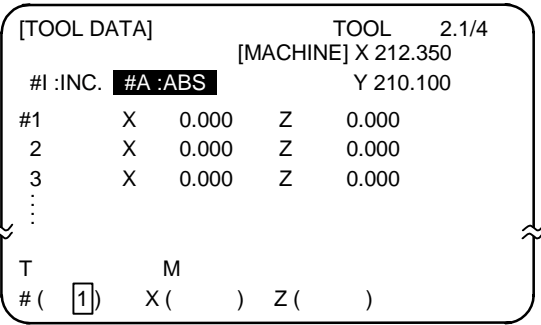 [TOOL DATA] TOOL 2.1/4
[MACHINE] X 212.350
#I :INC. #A :ABS Y 210.100
#1 X 0.000 Z 0.000
2 X 0.000 Z 0.000
3 X 0.000 Z 0.000
:
:
T M
# ( 1) X ( ) Z ( )